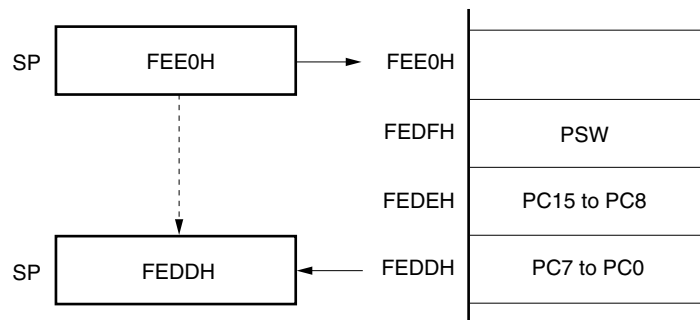 SP FEE0H FEE0H
FEDFH PSW
FEDEH PC15 to PC8
SP FEDDH FEDDH PC7 to PC0